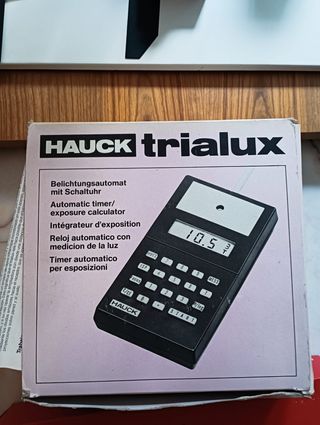 HAUCK trialux
Belichtungsautomat
mit Schaltuhr
Automatic timer/
exposure calculator
Intégrateur d'exposition
Reloj automatico con
medicion de la luz
Timer automatico
per esposizioni
10.5
HAUCK
START